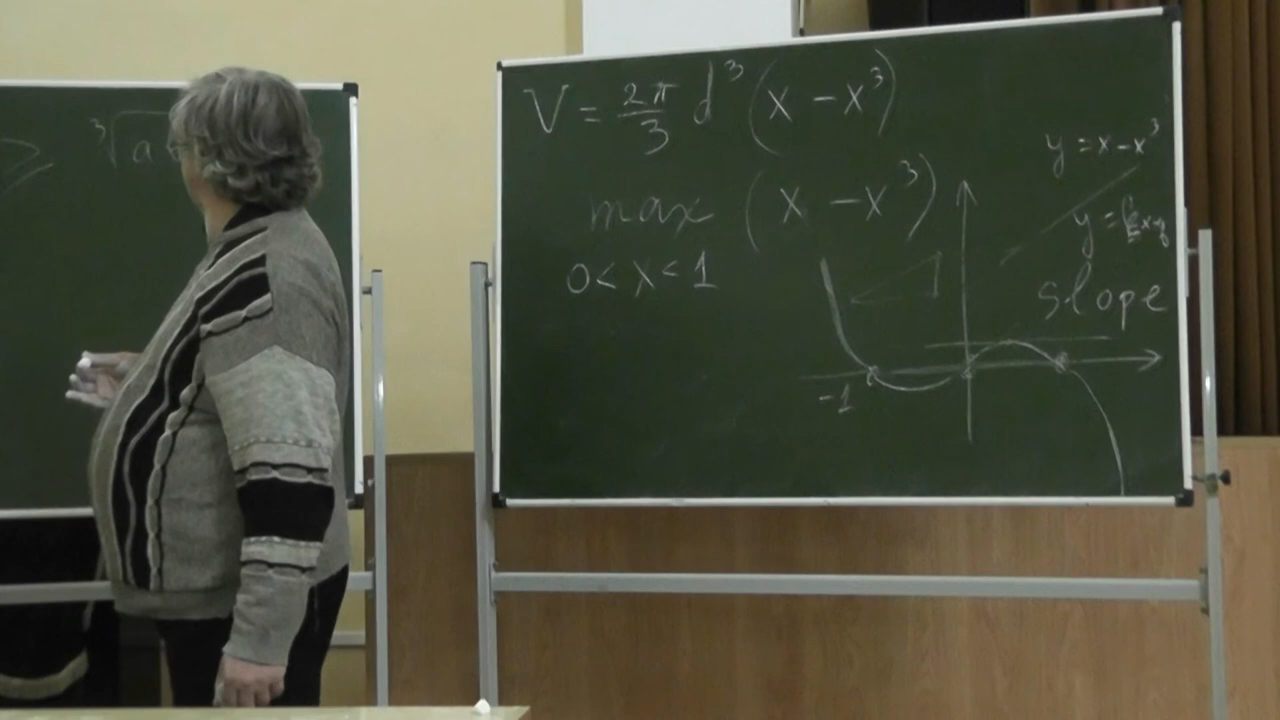 ≥ ∛a
V = 2π/3 d³ (x − x³)
max (x − x³)
0 < x < 1
y = x − x³
slope
-1